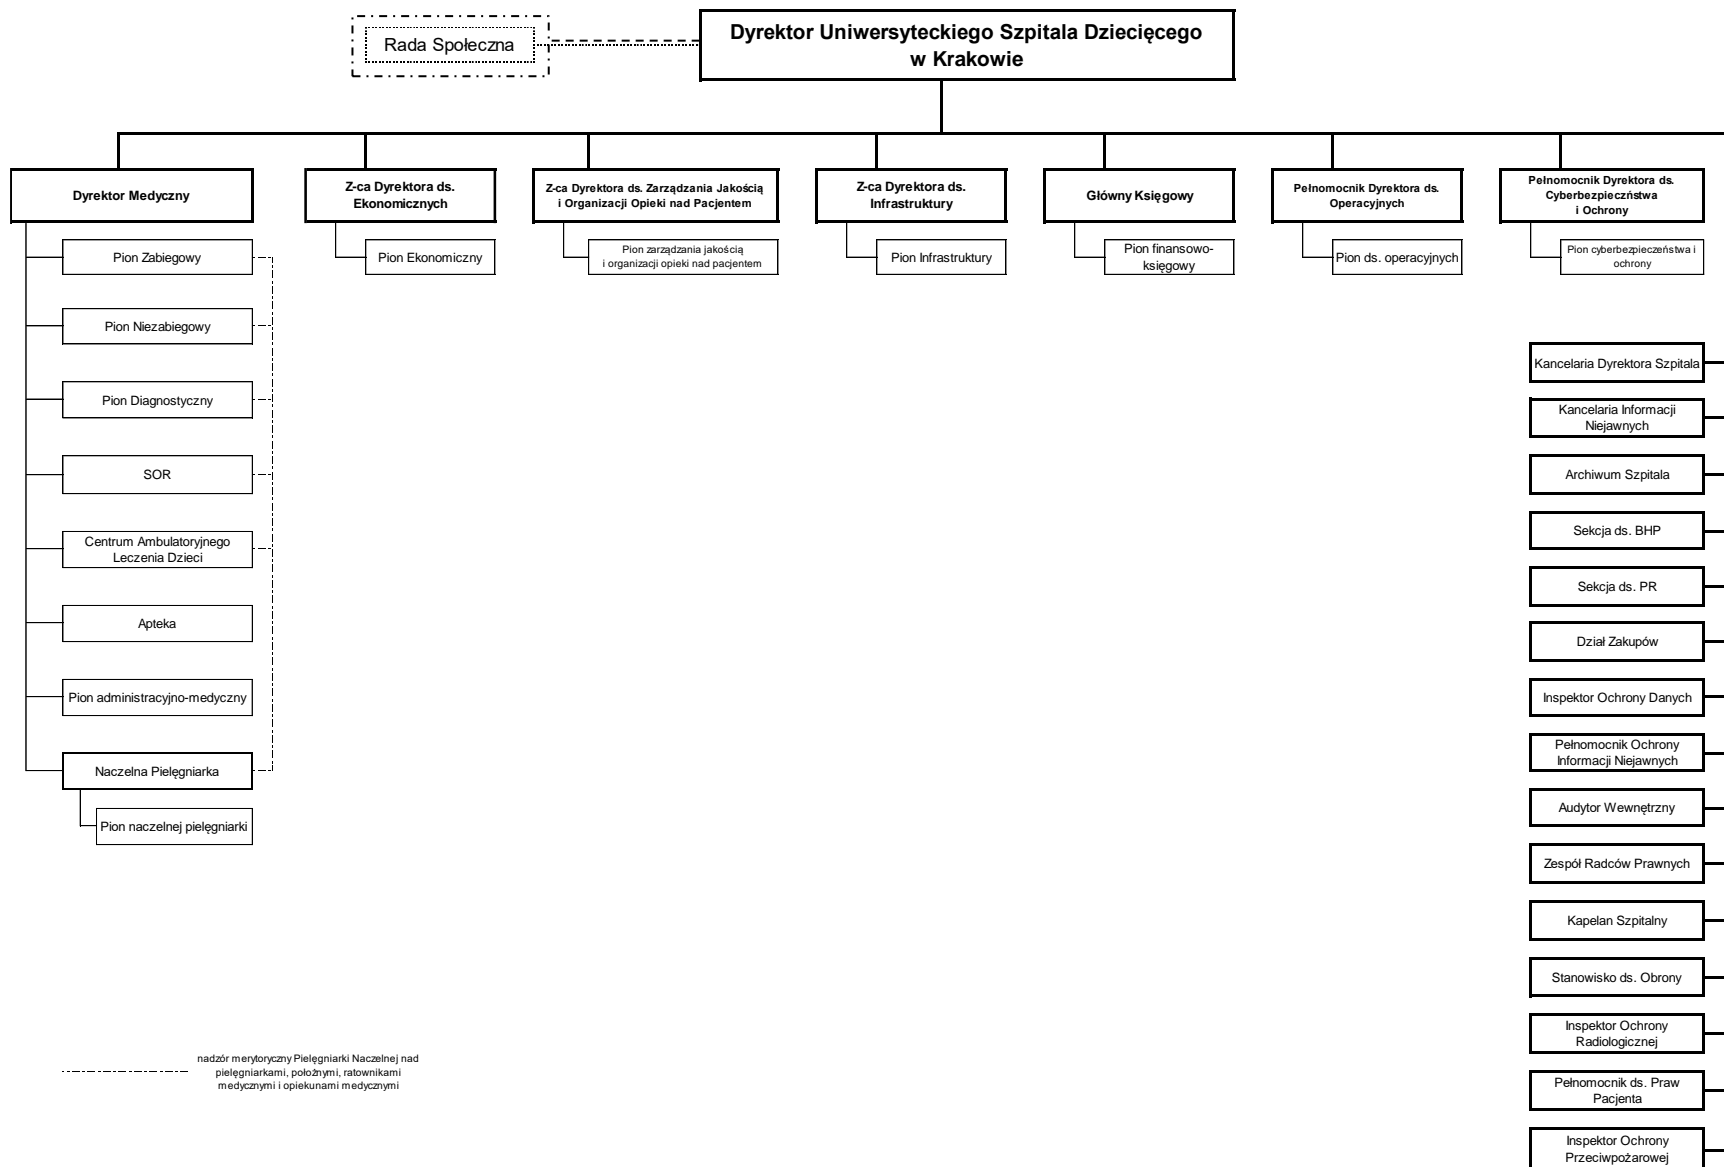 Rada Społeczna
Dyrektor Uniwersyteckiego Szpitala Dziecięcego
w Krakowie
Dyrektor Medyczny
Z-ca Dyrektora ds.
Ekonomicznych
Z-ca Dyrektora ds. Zarządzania Jakością
i Organizacji Opieki nad Pacjentem
Z-ca Dyrektora ds.
Infrastruktury
Główny Księgowy
Pełnomocnik Dyrektora ds.
Operacyjnych
Pełnomocnik Dyrektora ds.
Cyberbezpiecźństwa
i Ochrony
Pion Zabiegowy
Pion Ekonomiczny
Pion zarządzania jakością
i organizacji opieki nad pacjentem
Pion Infrastruktury
Pion finansowo-
księgowy
Pion ds. operacyjnych
Pion cyberbezpieczeństwa i
ochrony
Pion Niezabiegowy
Pion Diagnostyczny
SOR
Centrum Ambulatoryjnego
Leczenia Dzieci
Apteka
Pion administracyjno-medyczny
Naczelna Pielęgniarka
Pion naczelnej pielęgniarki
Kancelaria Dyrektora Szpitala
Kancelaria Informacji
Niejawnych
Archiwum Szpitala
Sekcja ds. BHP
Sekcja ds. PR
Dział Zakupów
Inspektor Ochrony Danych
Pełnomocnik Ochrony
Informacji Niejawnych
Audytor Wewnętrzny
Zespół Radców Prawnych
Kapelan Szpitalny
Stanowisko ds. Obrony
Inspektor Ochrony
Radiologicznej
Pełnomocnik ds. Praw
Pacjenta
Inspektor Ochrony
Przeciwpożarowej
nadzór merytoryczny Pielęgniarki Naczelnej nad
pielęgniarkami, położnymi, ratownikami
medycznymi i opiekunami medycznymi